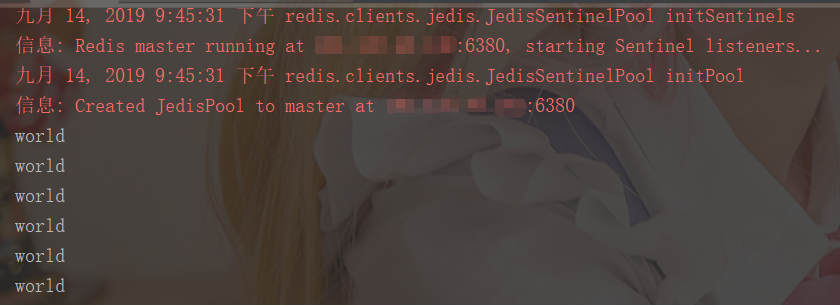 九月 14, 2019 9:45:31 下午 redis.clients.jedis.JedisSentinelPool initSentinels
信息: Redis master running at :6380, starting Sentinel listeners...
九月 14, 2019 9:45:31 下午 redis.clients.jedis.JedisSentinelPool initPool
信息: Created JedisPool to master at :6380
world
world
world
world
world
world